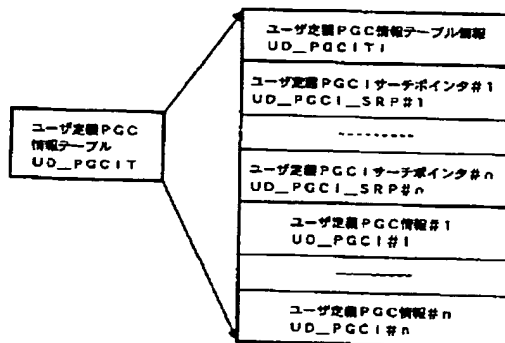 ユーザ定義PGC
情報テーブル
UD_PGCIT
ユーザ定義PGC情報テーブル情報
UD_PGCITI
ユーザ定義PGCIサーチポインタ#1
UD_PGCI_SRP#1
ユーザ定義PGCIサーチポインタ#n
UD_PGCI_SRP#n
ユーザ定義PGC情報#1
UD_PGCI#1
ユーザ定義PGC情報#n
UD_PGCI#n